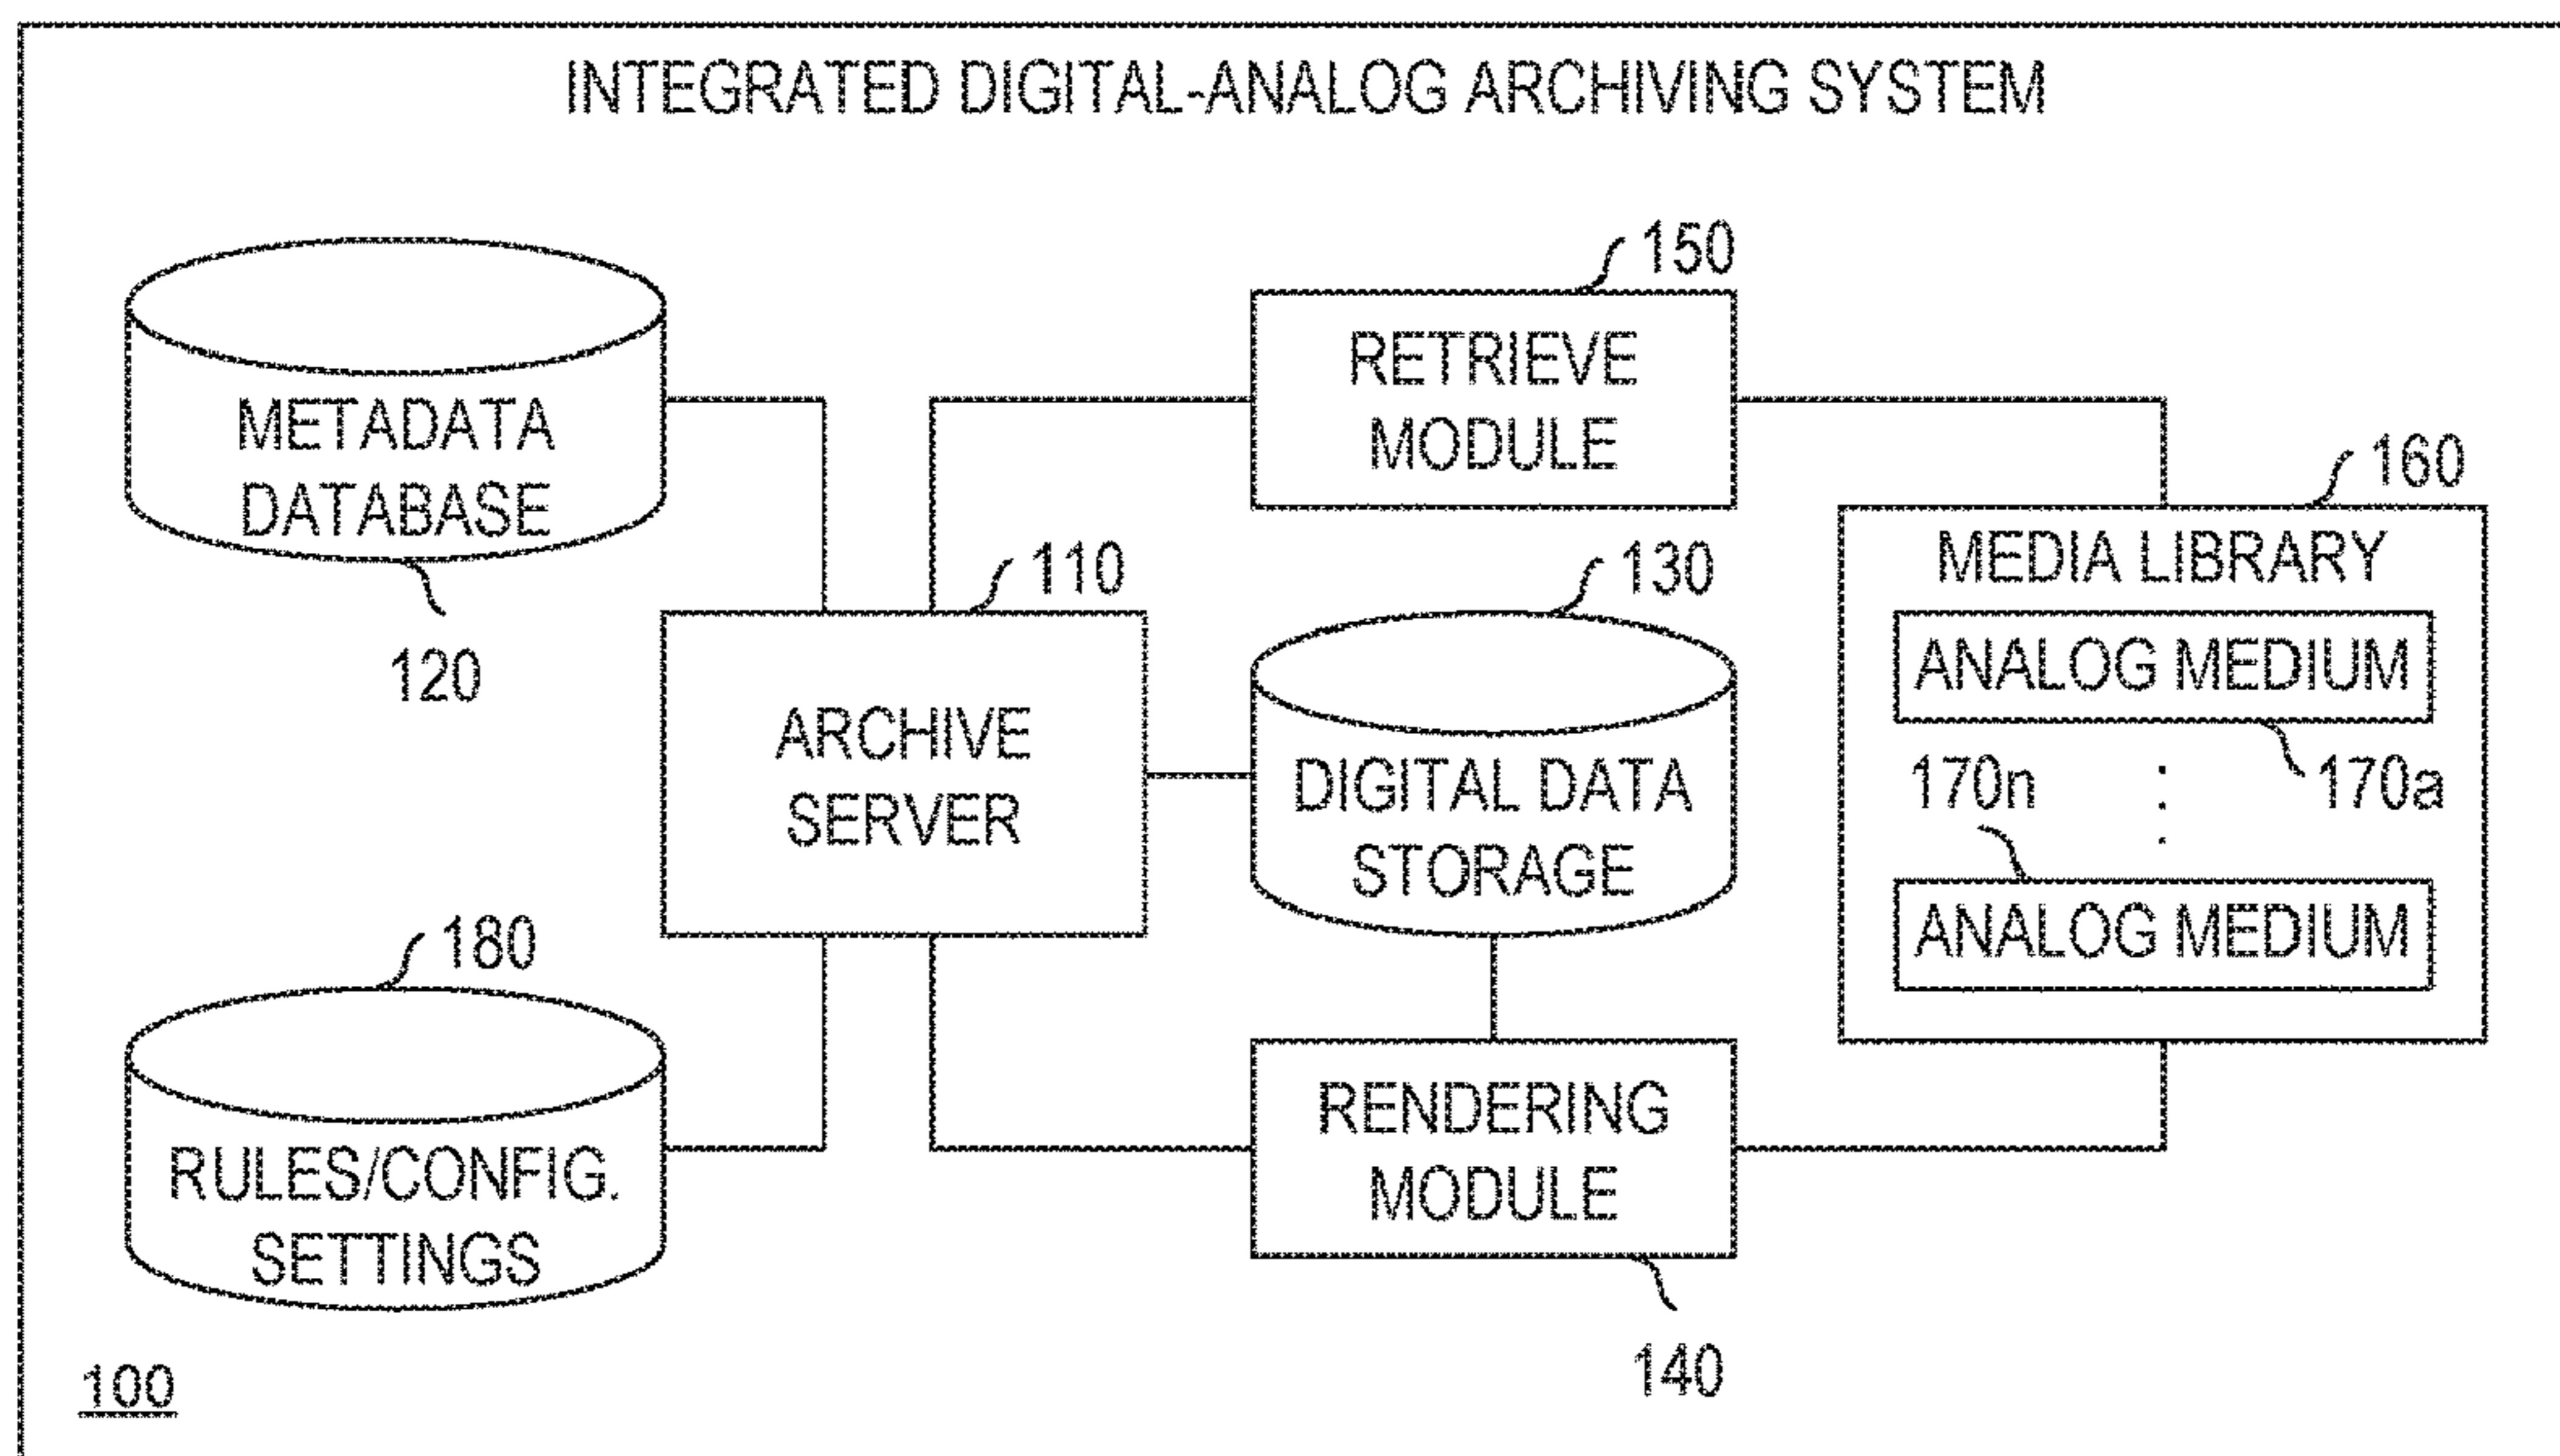 INTEGRATED DIGITAL-ANALOG ARCHIVING SYSTEM
METADATA
DATABASE
120
150
RETRIEVE
MODULE
110
ARCHIVE
SERVER
130
DIGITAL DATA
STORAGE
160
MEDIA LIBRARY
ANALOG MEDIUM
170n
170a
ANALOG MEDIUM
180
RULES/CONFIG.
SETTINGS
RENDERING
MODULE
140
100